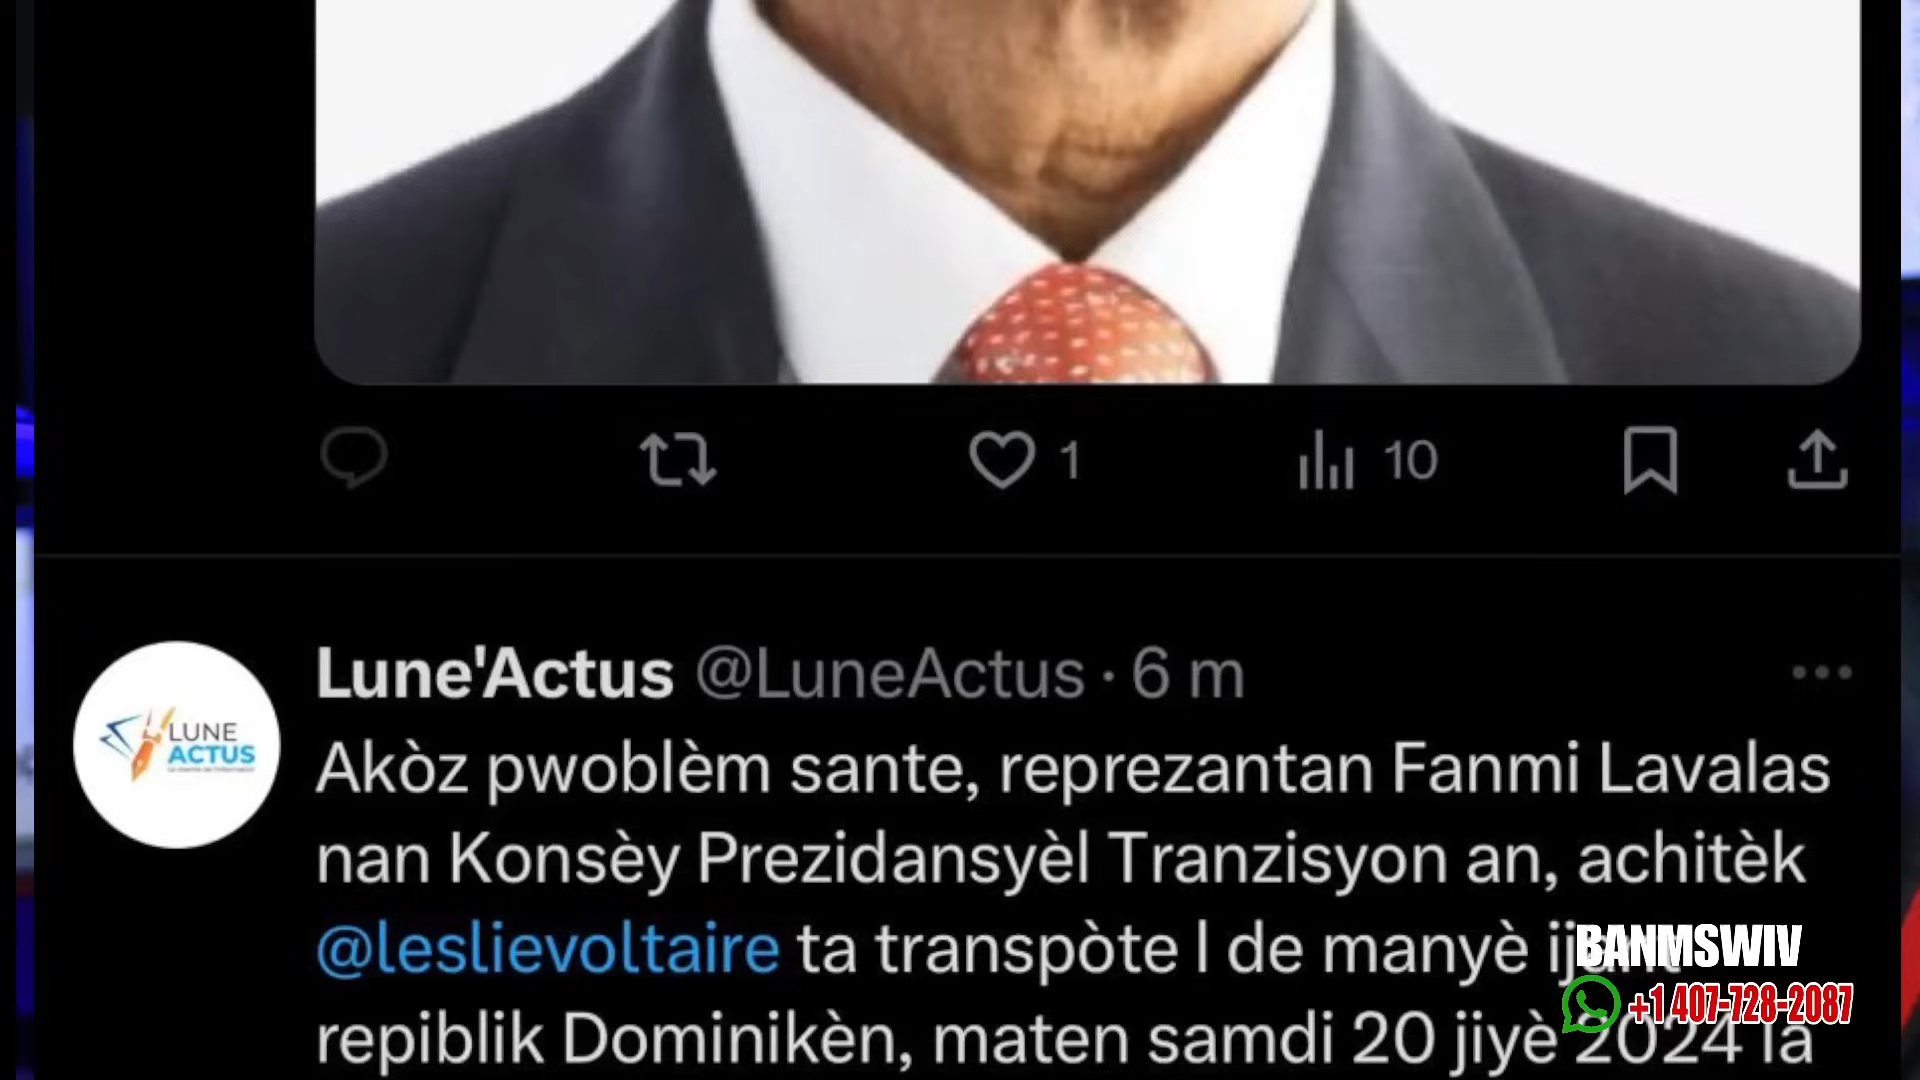 1
10
Lune'Actus @LuneActus · 6 m
LUNE
ACTUS
Akòz pwoblèm sante, reprezantan Fanmi Lavalas
nan Konsèy Prezidansyèl Tranzisyon an, achitèk
@leslievoltaire ta transpòte l de manyè
BANMSWIV
+1 407-728-2087
repiblik Dominikèn, maten samdi 20 jiyè 2024 la